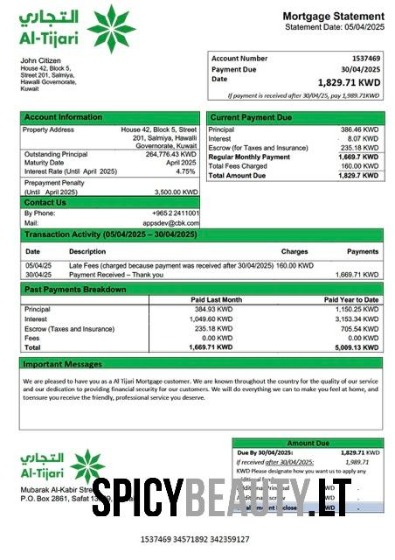 التجاري
Al-Tijari
Mortgage Statement
Statement Date: 05/04/2025
John Citizen
House 42, Block 5,
Street 201, Salmiya,
Hawalli Governorate,
Kuwait
Account Number 1537469
Payment Due 30/04/2025
Date 1,829.71 KWD
If payment is received after 30/04/2025, pay 1,989.71KWD
Account Information
Property Address House 42, Block 5, Street
201, Salmiya, Hawalli
Governorate, Kuwait
Outstanding Principal 264,776.43 KWD
Maturity Date April 2025
Interest Rate (Until April 2025) 4.75%
Prepayment Penalty
(Until April 2025) 3,500.00 KWD
Contact Us
By Phone: +965 2 2411001
Mail: appsdev@cbk.com
Current Payment Due
Principal 386.46 KWD
Interest 8.07 KWD
Escrow (for Taxes and Insurance) 235.18 KWD
Regular Monthly Payment 1,669.7 KWD
Total Fees Charged 160.00 KWD
Total Amount Due 1,829.7 KWD
Transaction Activity (05/04/2025 – 30/04/2025)
Date Description Charges Payments
05/04/25 Late Fees (charged because payment was received after 30/04/2025) 160.00 KWD
30/04/25 Payment Received – Thank you 1,669.71 KWD
Past Payments Breakdown
Paid Last Month Paid Year to Date
Principal 384.93 KWD 1,150.25 KWD
Interest 1,049.60 KWD 3,153.34 KWD
Escrow (Taxes and Insurance) 235.18 KWD 705.54 KWD
Fees 0.00 KWD 0.00 KWD
Total 1,669.71 KWD 5,009.13 KWD
Important Messages
We are pleased to have you as a Al Tijari Mortgage customer. We are known throughout the country for the quality of our service
and our dedication to providing financial security for our customers. We will do everything we can to make you feel at home, and
toensure you receive the friendly, professional service you deserve.
التجاري
Al-Tijari
Mubarak Al-Kabir
P.O. Box 2861, Safat
Amount Due
Due By 30/04/2025: 1,829.71 KWD
If received after 30/04/2025: 1,989.71
KWD Please designate how you want us to apply
any
SPICYBEAUTY.LT
1537469 34571892 342359127